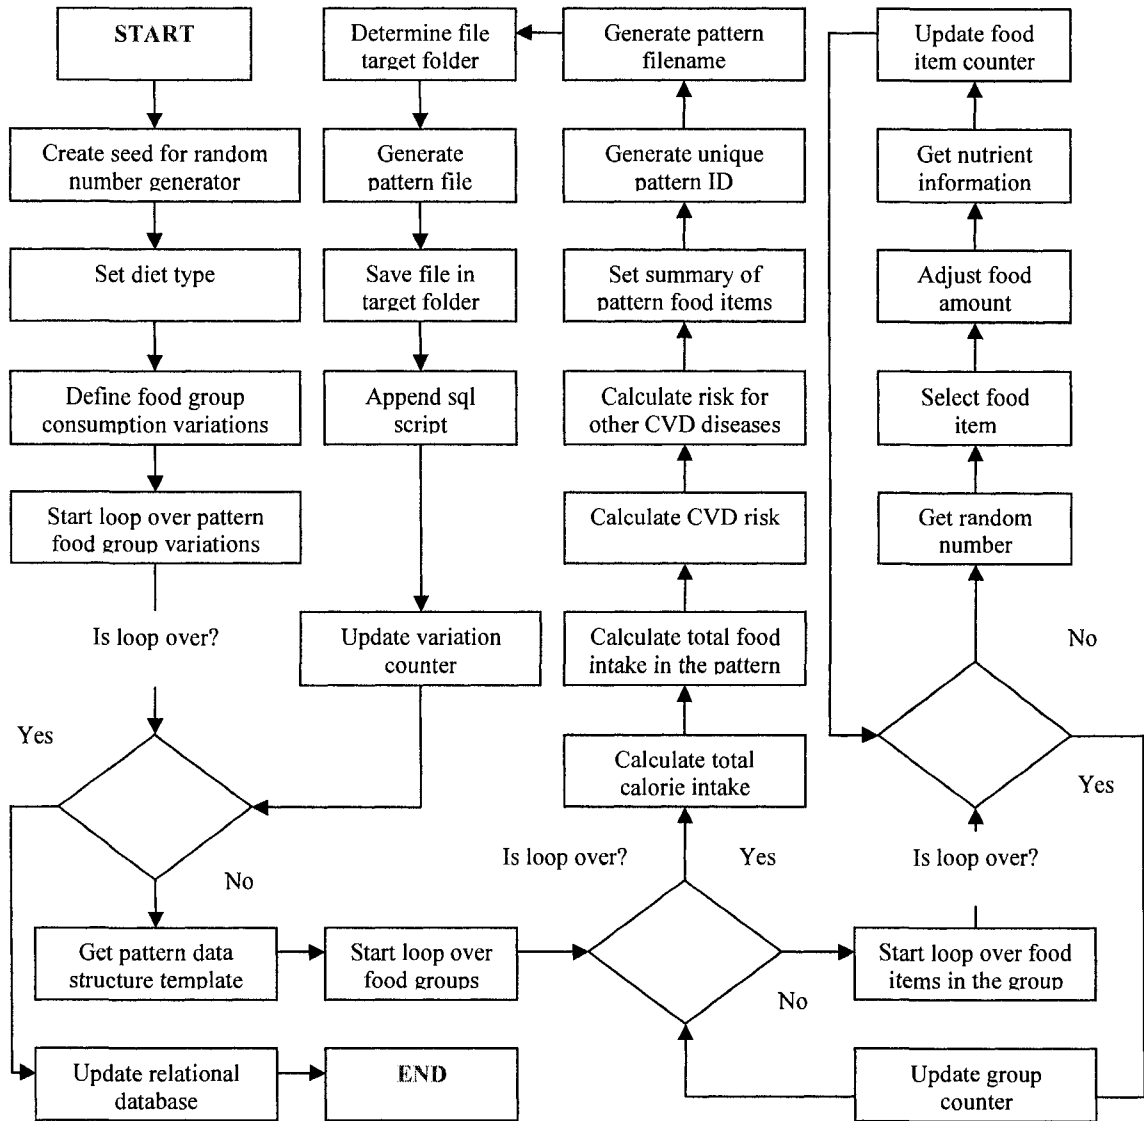 START
Create seed for random
number generator
Set diet type
Define food group
consumption variations
Start loop over pattern
food group variations
Is loop over?
Yes
No
Get pattern data
structure template
Start loop over
food groups
Update relational
database
END
Determine file
target folder
Generate
pattern file
Save file in
target folder
Append sql
script
Update variation
counter
Generate pattern
filename
Generate unique
pattern ID
Set summary of
pattern food items
Calculate risk for
other CVD diseases
Calculate CVD risk
Calculate total food
intake in the pattern
Calculate total
calorie intake
Is loop over?
Yes
No
Update food
item counter
Get nutrient
information
Adjust food
amount
Select food
item
Get random
number
No
Yes
Is loop over?
Start loop over food
items in the group
Update group
counter